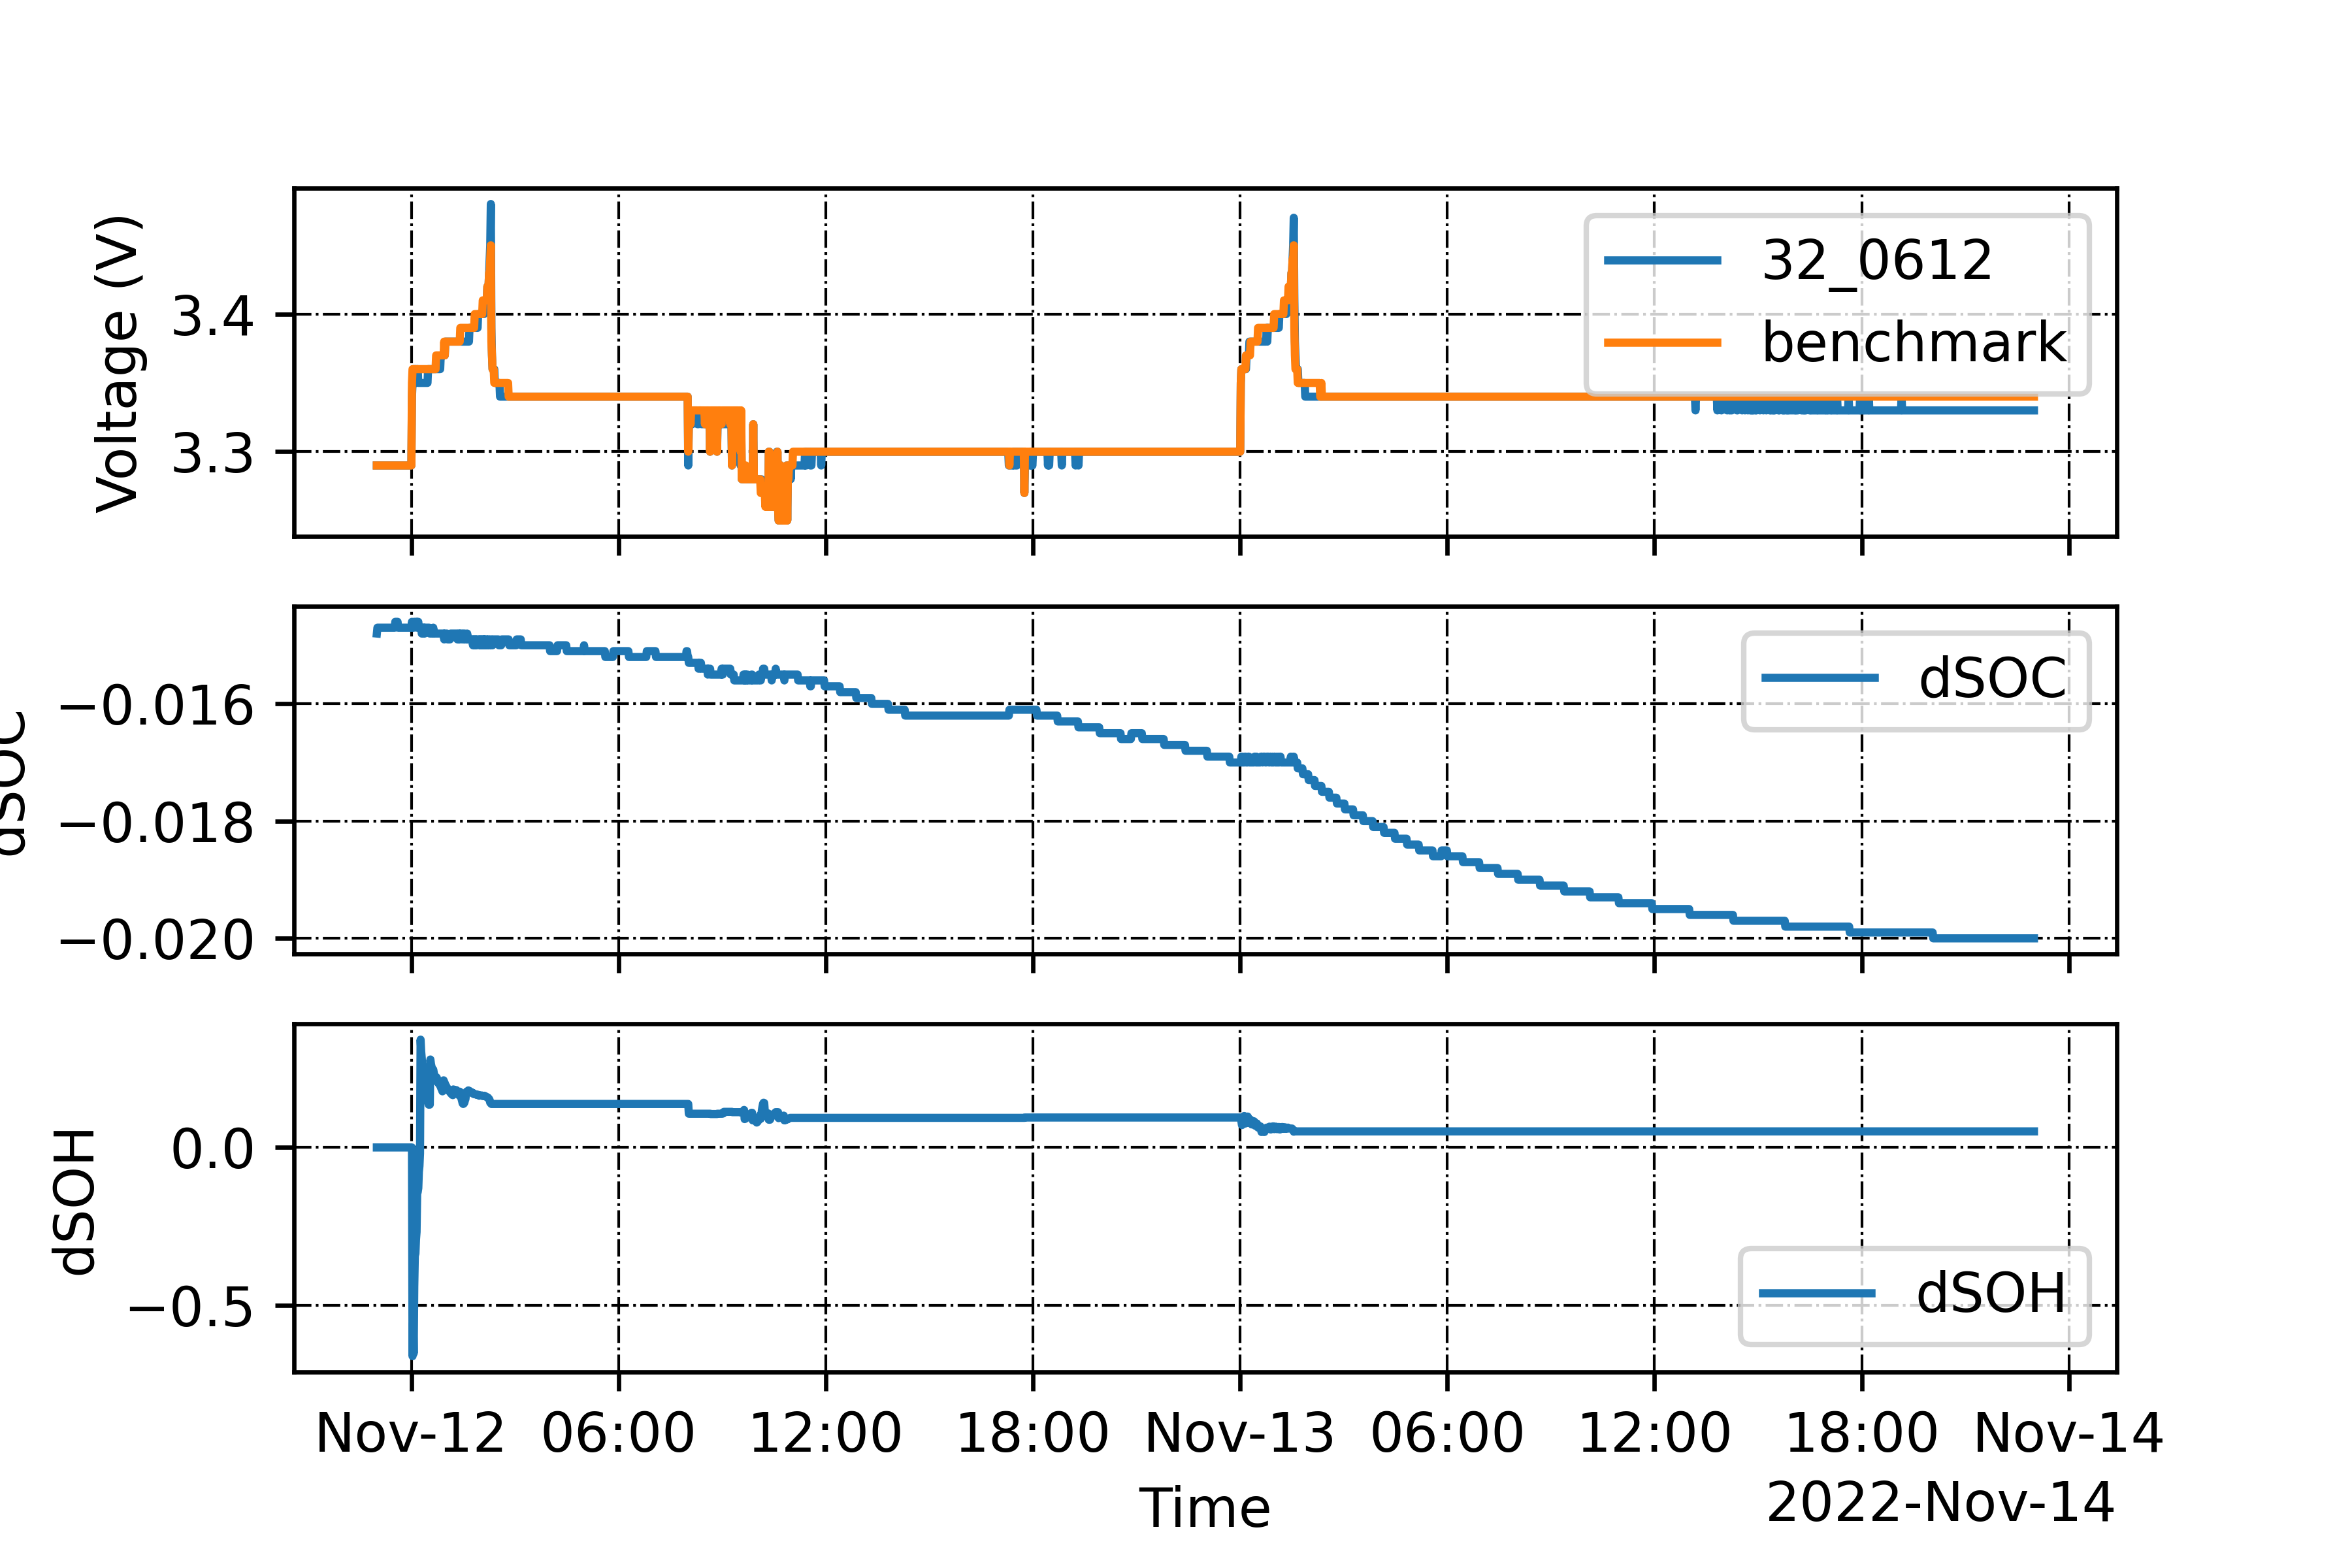 Voltage (V)
3.4
3.3
32_0612
benchmark
dSOC
−0.016
−0.018
−0.020
dSOC
dSOH
0.0
−0.5
dSOH
Nov-12 06:00 12:00 18:00 Nov-13 06:00 12:00 18:00 Nov-14
Time
2022-Nov-14